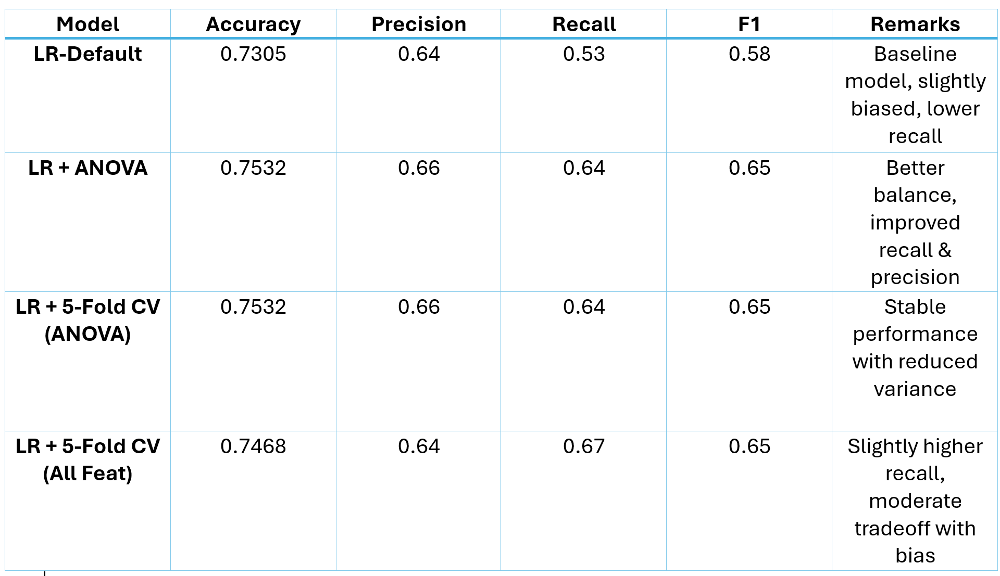 Model Accuracy Precision Recall F1 Remarks
LR-Default 0.7305 0.64 0.53 0.58 Baseline
model, slightly
biased, lower
recall
LR + ANOVA 0.7532 0.66 0.64 0.65 Better
balance,
improved
recall &
precision
LR + 5-Fold CV 0.7532 0.66 0.64 0.65 Stable
(ANOVA) performance
with reduced
variance
LR + 5-Fold CV 0.7468 0.64 0.67 0.65 Slightly higher
(All Feat) recall,
moderate
tradeoff with
bias